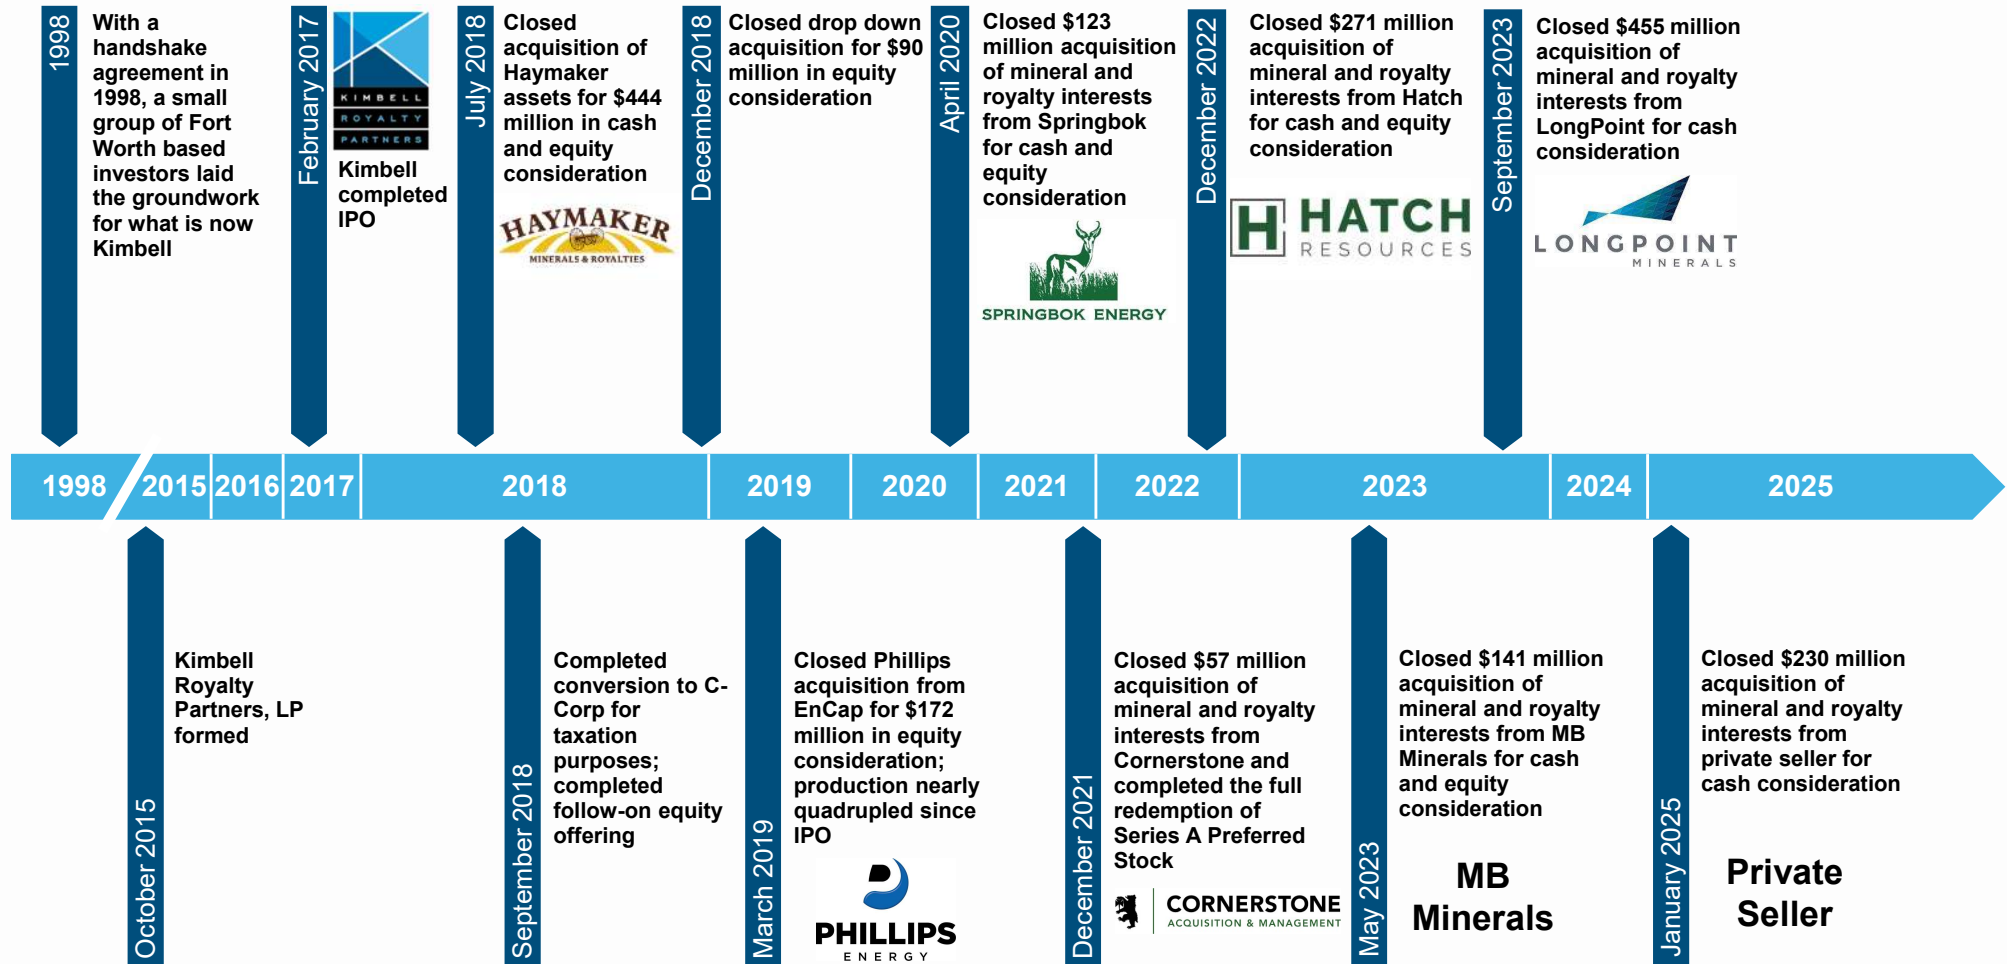 1998
With a
handshake
agreement in
1998, a small
group of Fort
Worth based
investors laid
the groundwork
for what is now
Kimbell
February 2017
KIMBELL
ROYALTY
PARTNERS
Kimbell
completed
IPO
July 2018
Closed
acquisition of
Haymaker
assets for $444
million in cash
and equity
consideration
HAYMAKER
MINERALS & ROYALTIES
December 2018
Closed drop down
acquisition for $90
million in equity
consideration
April 2020
Closed $123
million acquisition
of mineral and
royalty interests
from Springbok
for cash and
equity
consideration
SPRINGBOK ENERGY
December 2022
Closed $271 million
acquisition of
mineral and royalty
interests from Hatch
for cash and equity
consideration
H HATCH
RESOURCES
September 2023
Closed $455 million
acquisition of
mineral and royalty
interests from
LongPoint for cash
consideration
LONGPOINT
MINERALS
1998 2015 2016 2017 2018 2019 2020 2021 2022 2023 2024 2025
October 2015
Kimbell
Royalty
Partners, LP
formed
September 2018
Completed
conversion to C-
Corp for
taxation
purposes;
completed
follow-on equity
offering
March 2019
Closed Phillips
acquisition from
EnCap for $172
million in equity
consideration;
production nearly
quadrupled since
IPO
PHILLIPS
ENERGY
December 2021
Closed $57 million
acquisition of
mineral and royalty
interests from
Cornerstone and
completed the full
redemption of
Series A Preferred
Stock
CORNERSTONE
ACQUISITION & MANAGEMENT
May 2023
Closed $141 million
acquisition of
mineral and royalty
interests from MB
Minerals for cash
and equity
consideration
MB
Minerals
January 2025
Closed $230 million
acquisition of
mineral and royalty
interests from
private seller for
cash consideration
Private
Seller